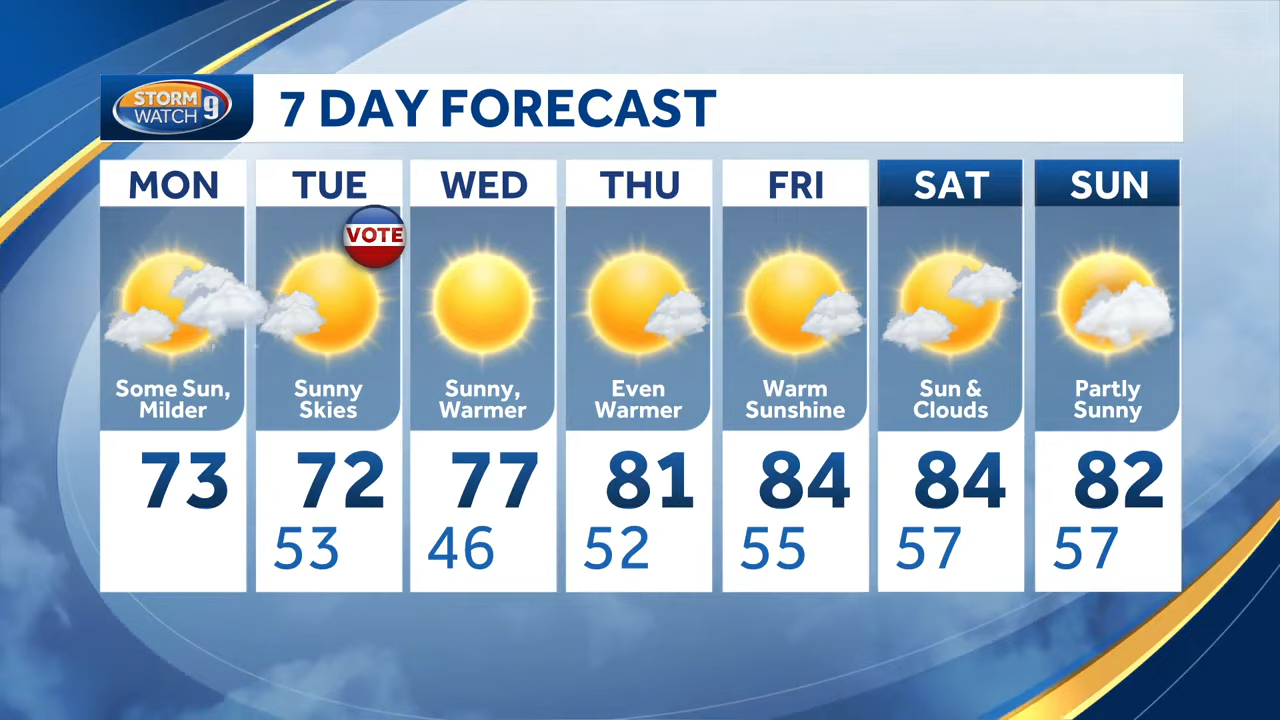 STORM
WATCH 9
7 DAY FORECAST
MON
TUE
WED
THU
FRI
SAT
SUN
VOTE
Some Sun,
Milder
Sunny
Skies
Sunny,
Warmer
Even
Warmer
Warm
Sunshine
Sun &
Clouds
Partly
Sunny
73
72
77
81
84
84
82
53
46
52
55
57
57